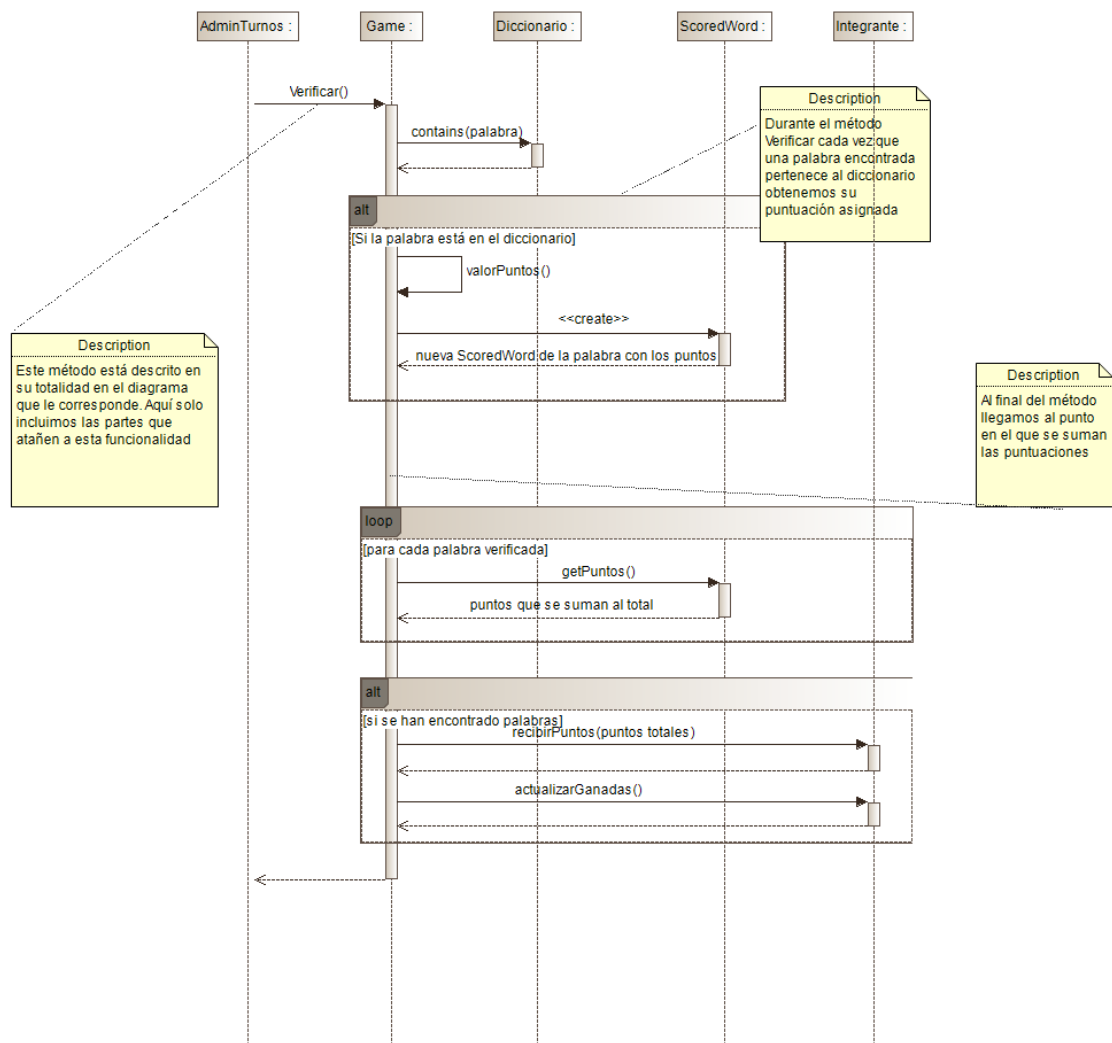 AdminTurnos :
Game :
Diccionario :
ScoredWord :
Integrante :
Verificar()
Description
Durante el método
Verificar cada vez que
una palabra encontrada
pertenece al diccionario
obtenemos su
puntuación asignada
contains(palabra)
alt
[Si la palabra está en el diccionario]
valorPuntos()
<<create>>
nueva ScoredWord de la palabra con los puntos
Description
Este método está descrito en
su totalidad en el diagrama
que le corresponde. Aquí solo
incluimos las partes que
atañen a esta funcionalidad
Description
Al final del método
llegamos al punto
en el que se suman
las puntuaciones
loop
[para cada palabra verificada]
getPuntos()
puntos que se suman al total
alt
[si se han encontrado palabras]
recibirPuntos(puntos totales)
actualizarGanadas()